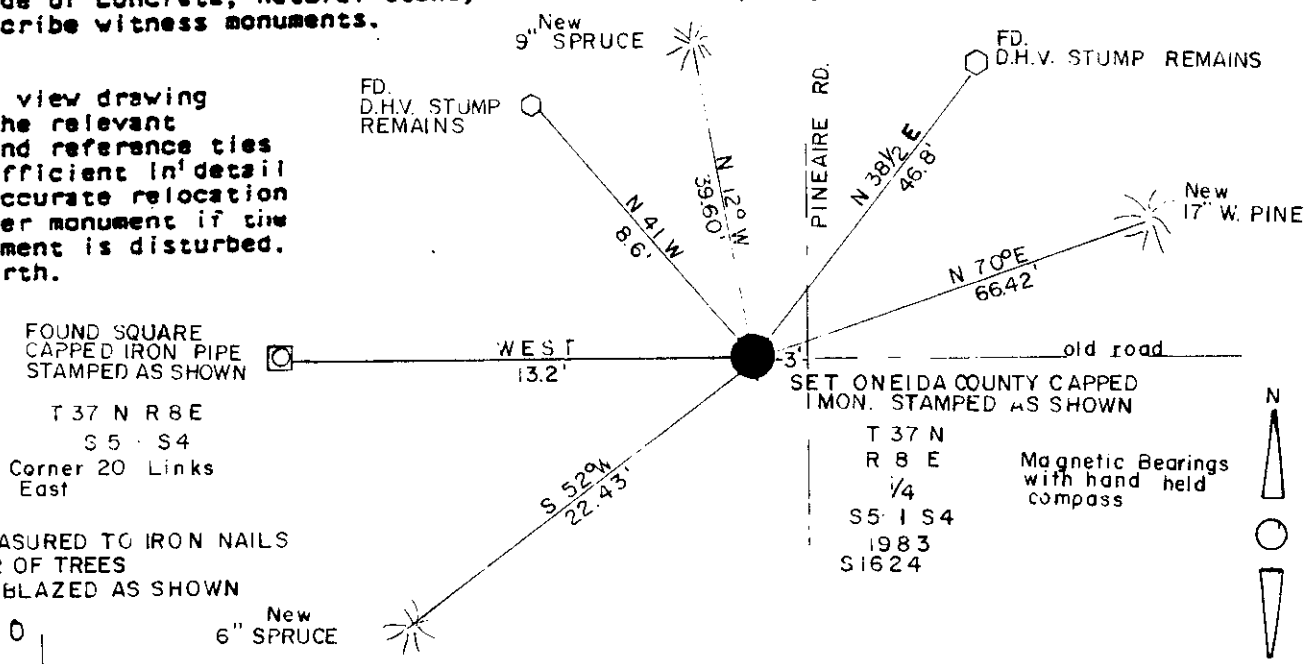 cribe witness monuments.
view drawing
he relevant
nd reference ties
fficient in detail
ccurate relocation
er monument if the
ment is disturbed.
rth.
New
9" SPRUCE
FD.
D.H.V. STUMP REMAINS
FD.
D.H.V. STUMP
REMAINS
PINEAIRE RD.
N 41 W
8.6'
N 12° W
39.60'
N 38½ E
46.8'
New
17" W. PINE
N 70°E
66.42'
FOUND SQUARE
CAPPED IRON PIPE
STAMPED AS SHOWN
WEST
13.2'
3'
old road
SET ONEIDA COUNTY CAPPED
MON. STAMPED AS SHOWN
T 37 N R 8 E
S 5 S 4
Corner 20 Links
East
T 37 N
R 8 E
1/4
S5 | S4
1983
S1624
Magnetic Bearings
with hand held
compass
N
S 52°W
22.43'
ASURED TO IRON NAILS
OF TREES
BLAZED AS SHOWN
New
6" SPRUCE